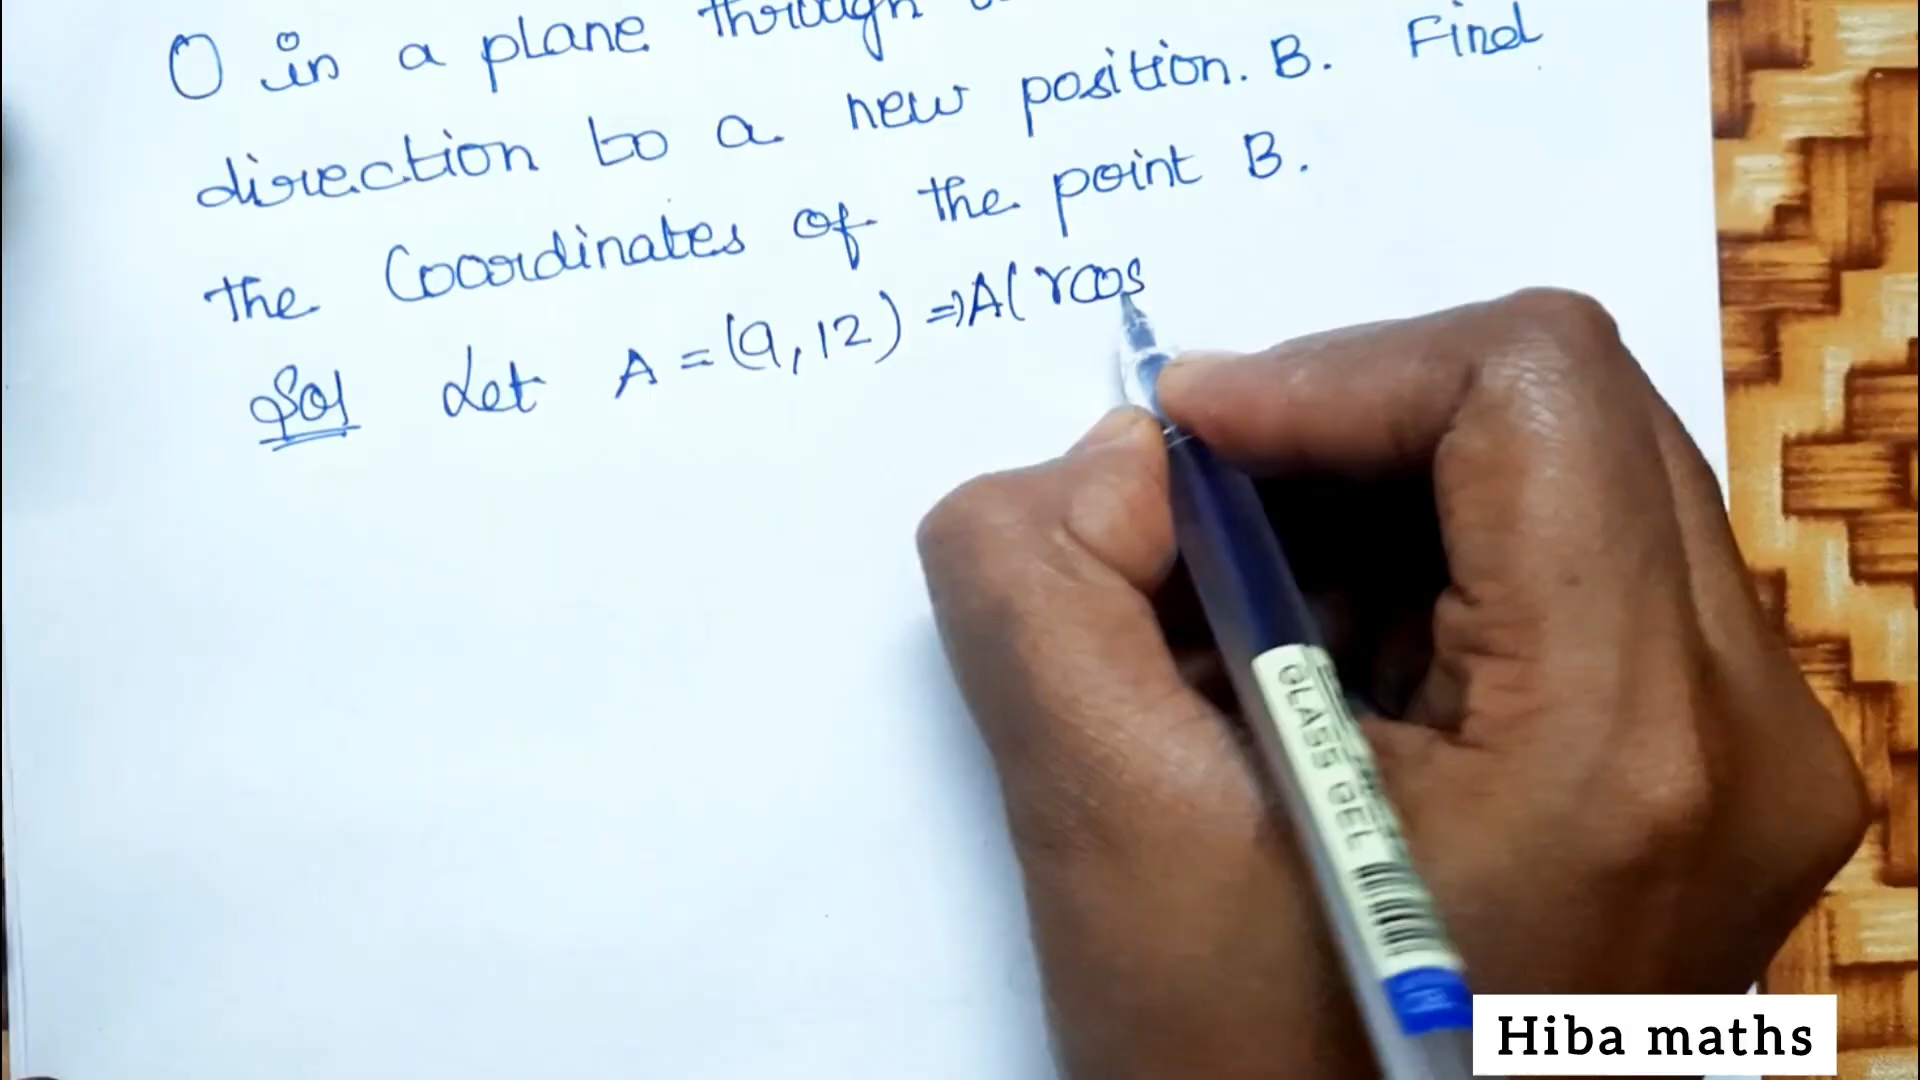 O in a plane through
direction to a new position. B. Find
the Coordinates of the point B.
Sol Let A = (9,12) ⇒ A( rcos
GLASS GEL
Hiba maths